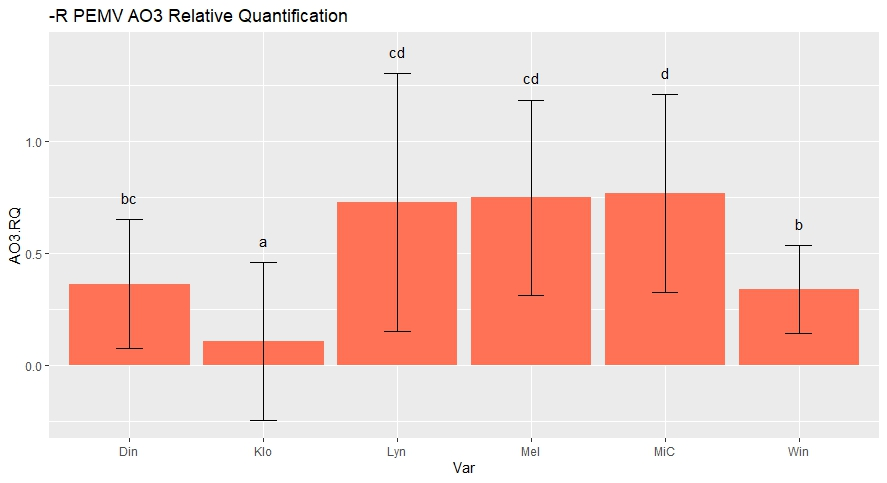 -R PEMV AO3 Relative Quantification
cd
cd
d
bc
b
a
1.0
0.5
0.0
AO3.RQ
Din Klo Lyn Mel MiC Win
Var